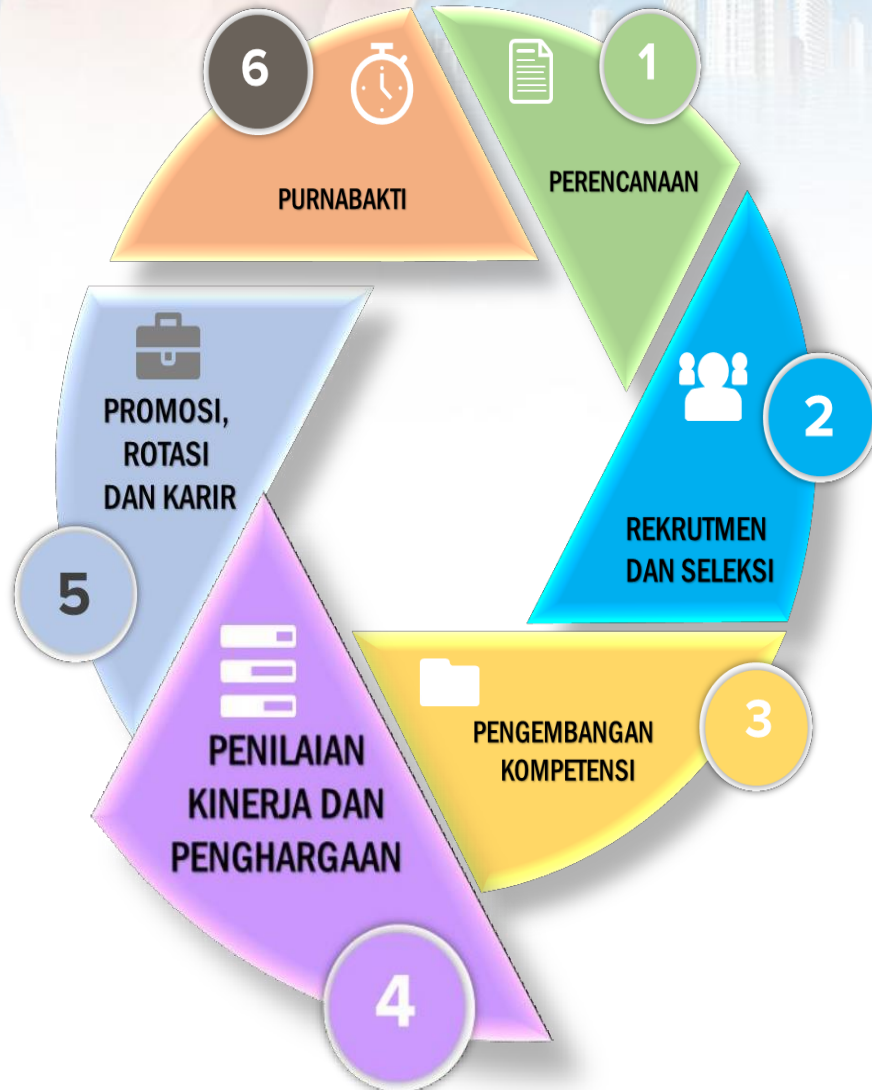 1
PERENCANAAN
2
REKRUTMEN
DAN SELEKSI
3
PENGEMBANGAN
KOMPETENSI
4
PENILAIAN
KINERJA DAN
PENGHARGAAN
5
PROMOSI,
ROTASI
DAN KARIR
6
PURNABAKTI